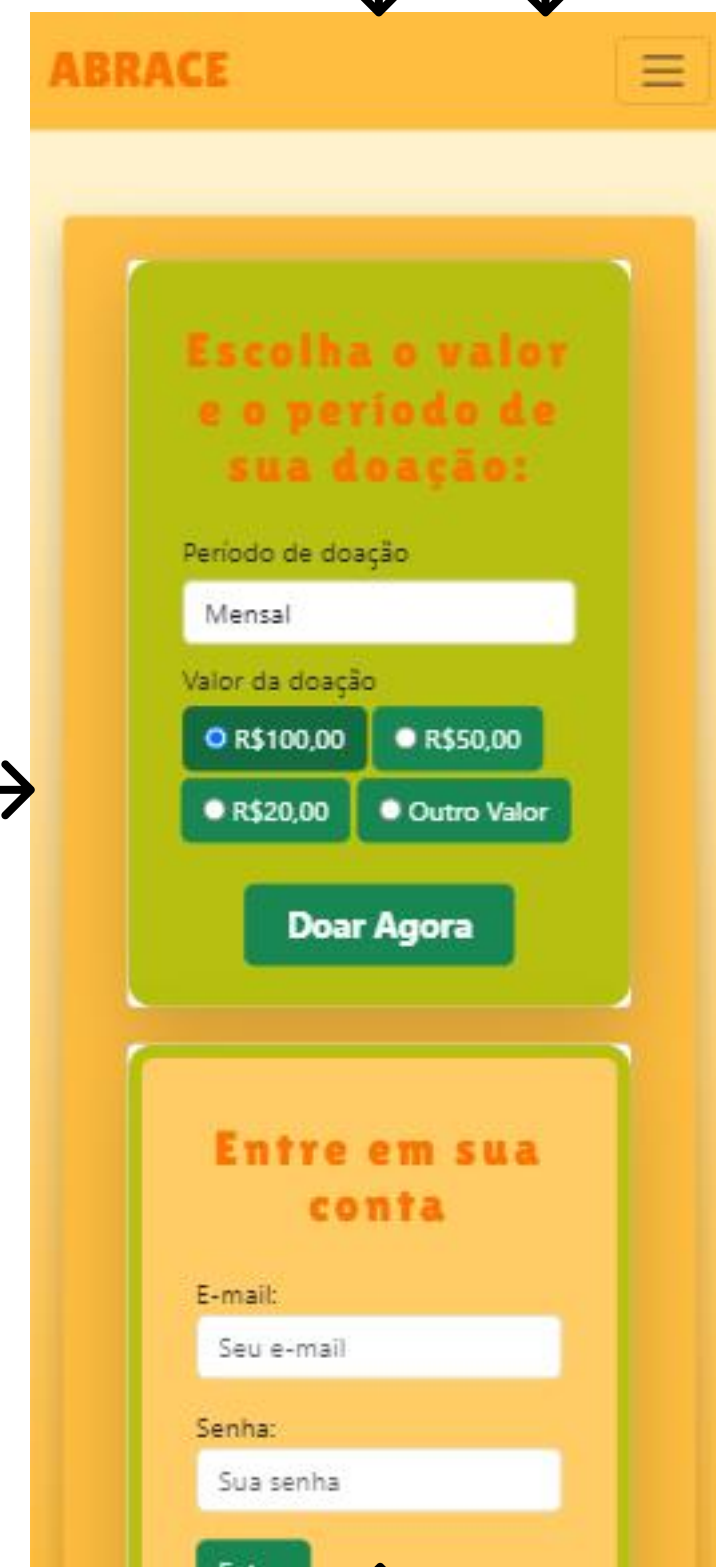 ABRACE
Escolha o valor
e o período de
sua doação:
Período de doação
Mensal
Valor da doação
R$100,00 R$50,00
R$20,00 Outro Valor
Doar Agora
Entre em sua
conta
E-mail:
Seu e-mail
Senha:
Sua senha